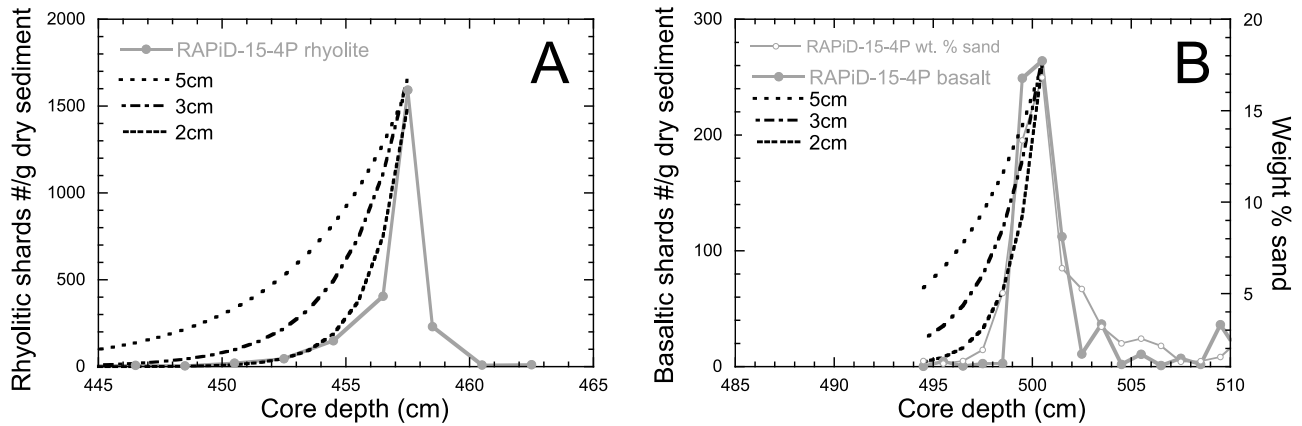 Rhyolitic shards #/g dry sediment
2000
1500
1000
500
0
RAPiD-15-4P rhyolite
5cm
3cm
2cm
A
445 450 455 460 465
Core depth (cm)
Basaltic shards #/g dry sediment
300
200
100
0
RAPiD-15-4P wt. % sand
RAPiD-15-4P basalt
5cm
3cm
2cm
B
20
15
10
5
Weight % sand
485 490 495 500 505 510
Core depth (cm)